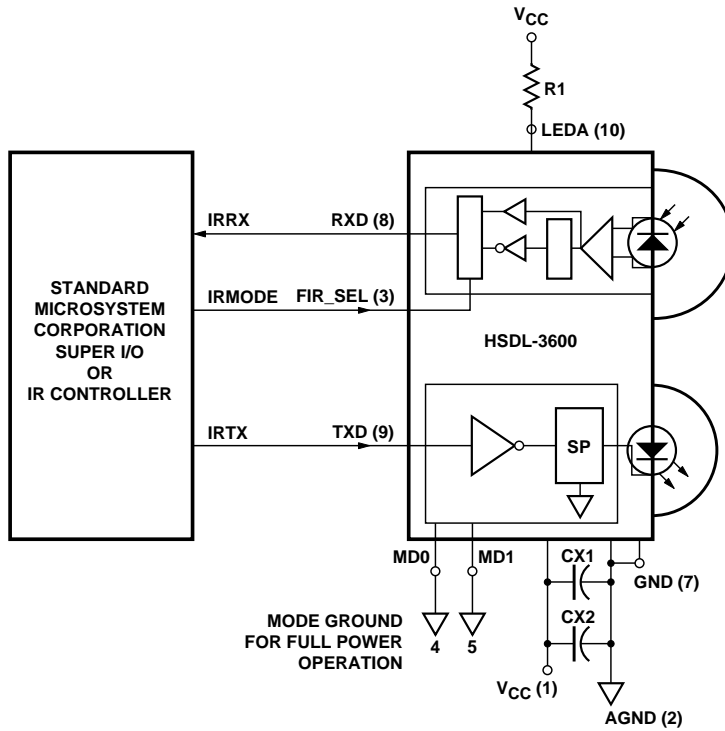 VCC
R1
LEDA (10)
IRRX
RXD (8)
STANDARD
MICROSYSTEM
CORPORATION
SUPER I/O
OR
IR CONTROLLER
IRMODE
FIR_SEL (3)
HSDL-3600
IRTX
TXD (9)
SP
MD0
MD1
CX1
GND (7)
MODE GROUND
FOR FULL POWER
OPERATION
4
5
CX2
VCC (1)
AGND (2)